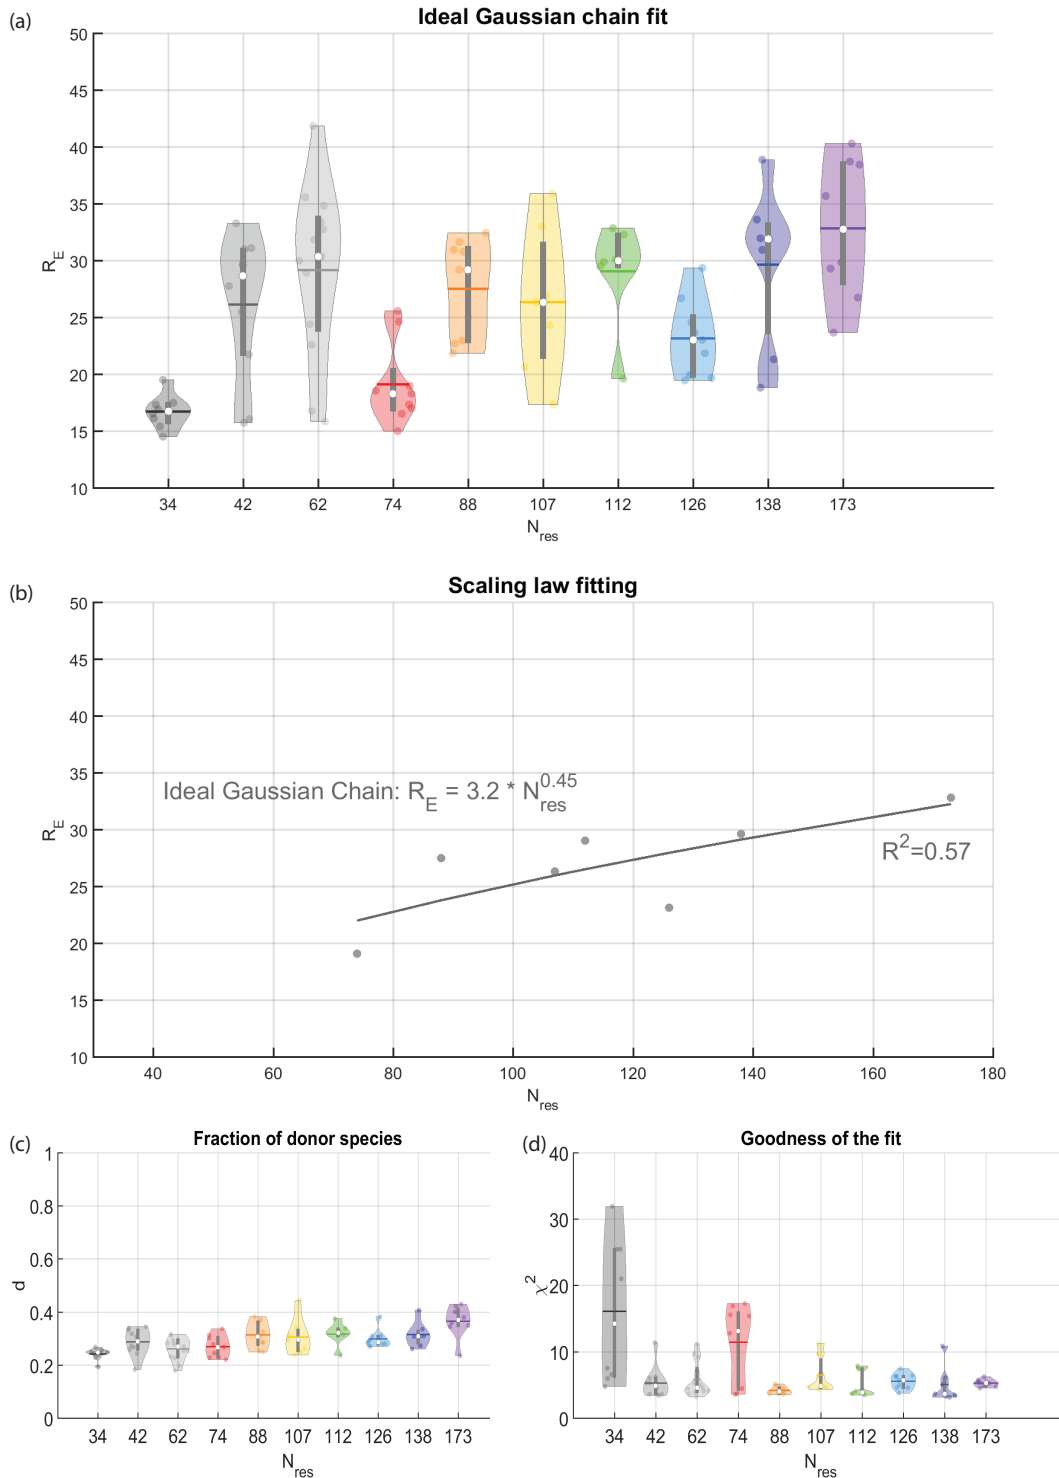 (a)
Ideal Gaussian chain fit
50
45
40
35
30
25
20
15
10
R_E
34 42 62 74 88 107 112 126 138 173
N_res
(b)
Scaling law fitting
50
45
40
35
30
25
20
15
10
R_E
Ideal Gaussian Chain: R_E = 3.2 * N_res^0.45
R^2=0.57
40 60 80 100 120 140 160 180
N_res
(c)
Fraction of donor species
1
0.8
0.6
0.4
0.2
0
d
34 42 62 74 88 107 112 126 138 173
N_res
(d)
Goodness of the fit
40
30
20
10
0
χ^2
34 42 62 74 88 107 112 126 138 173
N_res